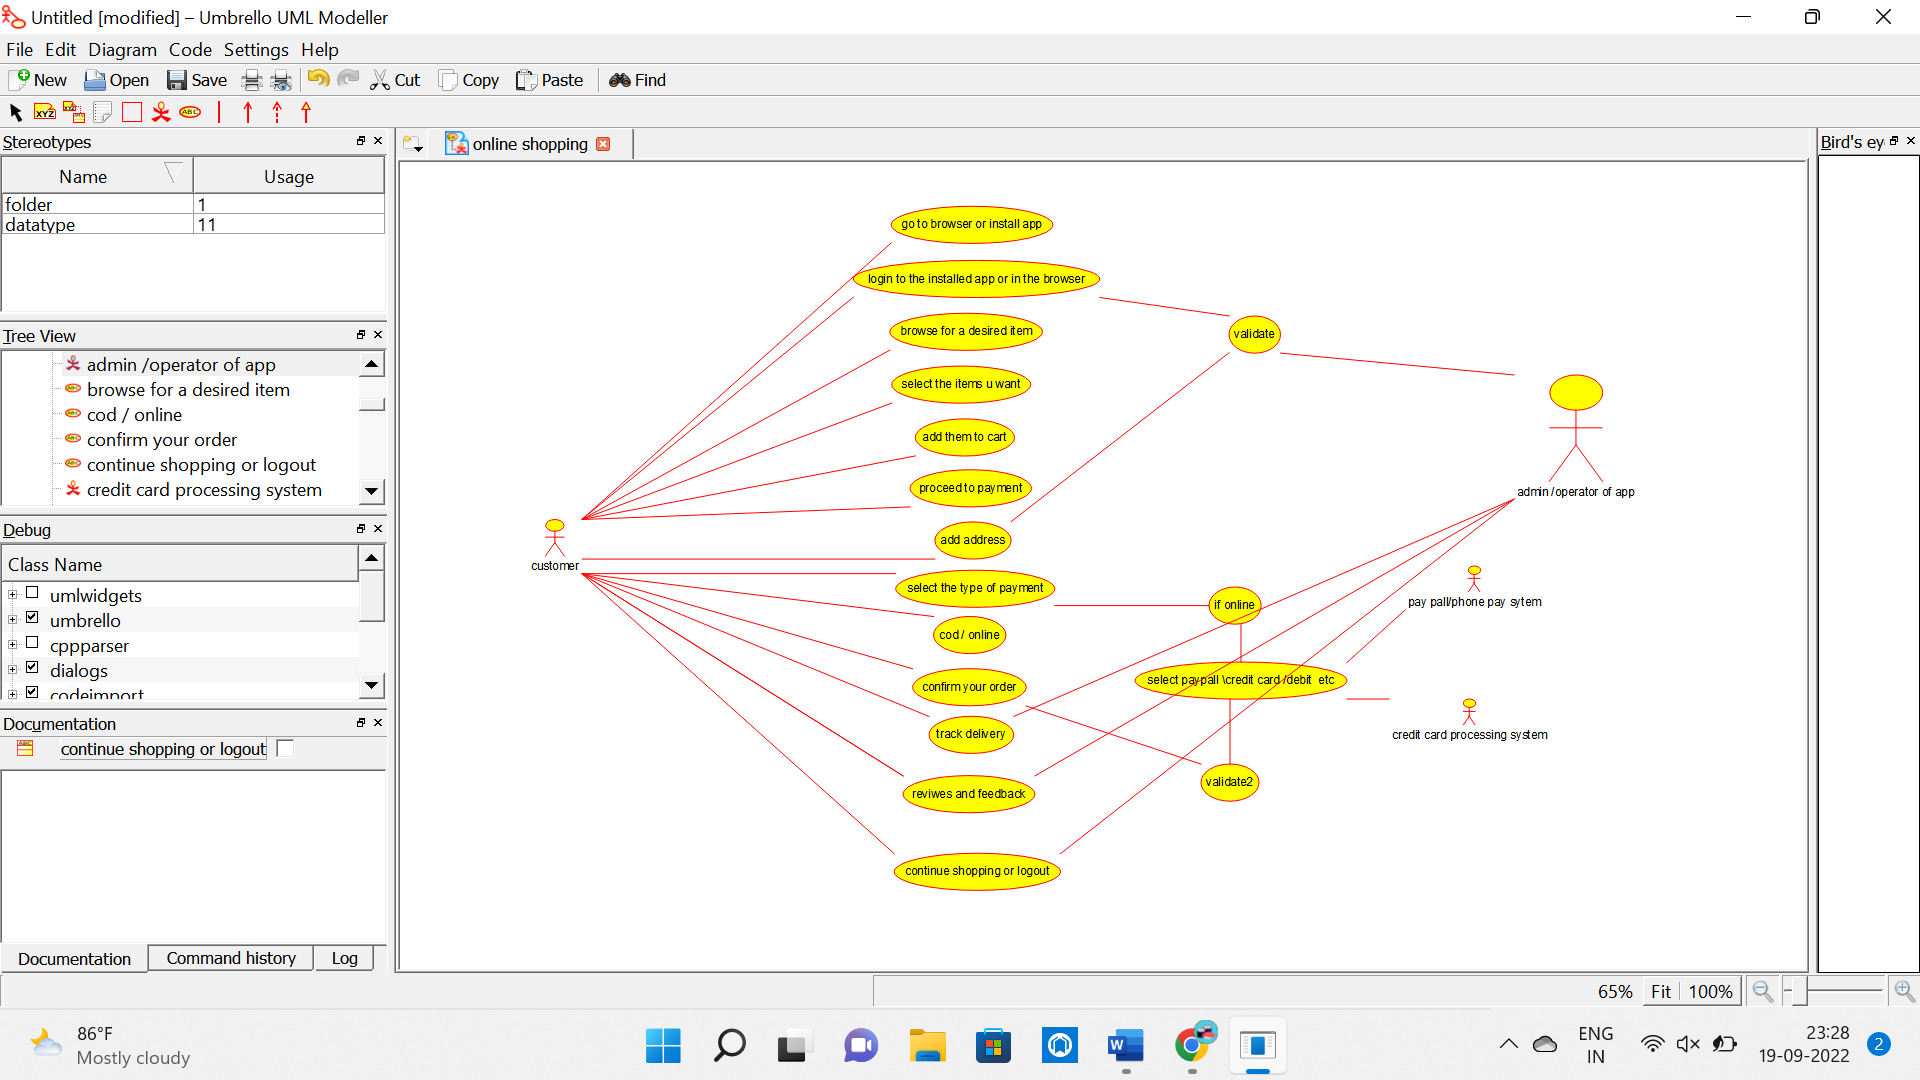 Untitled [modified] – Umbrello UML Modeller
File Edit Diagram Code Settings Help
New Open Save Cut Copy Paste Find
XYZ XYZ ABC
Stereotypes
Name Usage
folder 1
datatype 11
Tree View
admin /operator of app
browse for a desired item
cod / online
confirm your order
continue shopping or logout
credit card processing system
Debug
Class Name
umlwidgets
umbrello
cppparser
dialogs
codeimport
Documentation
continue shopping or logout
Documentation Command history Log
online shopping
Bird's ey
go to browser or install app
login to the installed app or in the browser
browse for a desired item
validate
select the items u want
add them to cart
proceed to payment
admin /operator of app
add address
customer
select the type of payment
if online
pay pall/phone pay sytem
cod / online
confirm your order
select paypall \credit card /debit etc
track delivery
credit card processing system
validate2
reviwes and feedback
continue shopping or logout
65% Fit 100%
86°F
Mostly cloudy
W
ENG
IN
23:28
19-09-2022
2